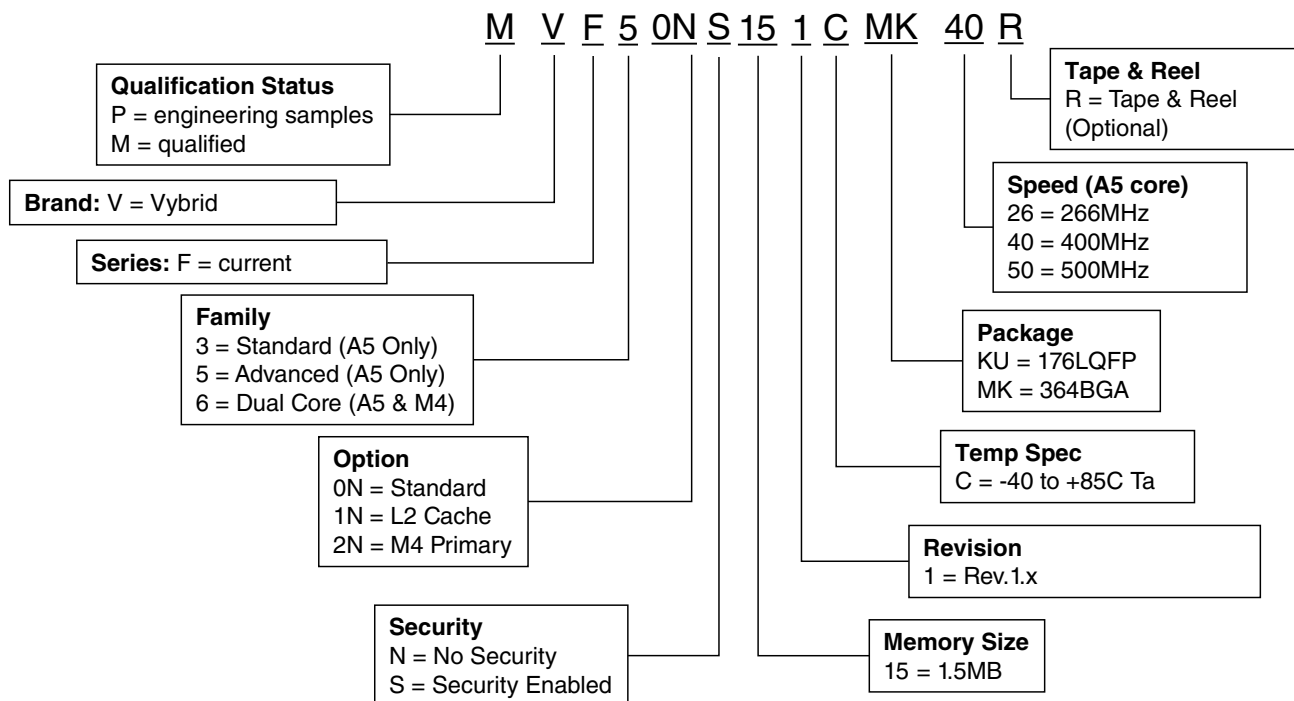 M V F 5 0N S 15 1 C MK 40 R
Qualification Status
P = engineering samples
M = qualified
Brand: V = Vybrid
Series: F = current
Family
3 = Standard (A5 Only)
5 = Advanced (A5 Only)
6 = Dual Core (A5 & M4)
Option
0N = Standard
1N = L2 Cache
2N = M4 Primary
Security
N = No Security
S = Security Enabled
Tape & Reel
R = Tape & Reel
(Optional)
Speed (A5 core)
26 = 266MHz
40 = 400MHz
50 = 500MHz
Package
KU = 176LQFP
MK = 364BGA
Temp Spec
C = -40 to +85C Ta
Revision
1 = Rev.1.x
Memory Size
15 = 1.5MB